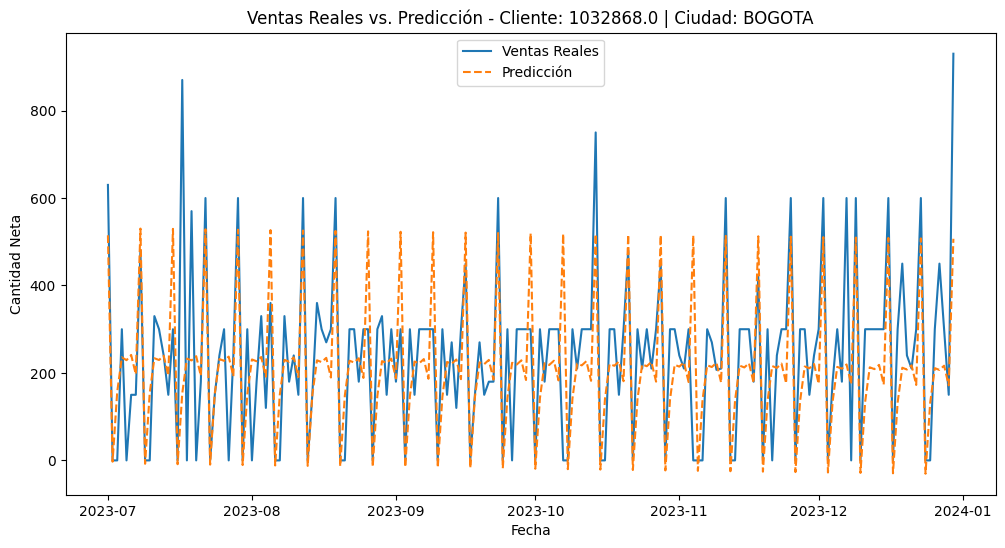 Ventas Reales vs. Predicción - Cliente: 1032868.0 | Ciudad: BOGOTA
Ventas Reales
Predicción
Cantidad Neta
800
600
400
200
0
2023-07
2023-08
2023-09
2023-10
2023-11
2023-12
2024-01
Fecha